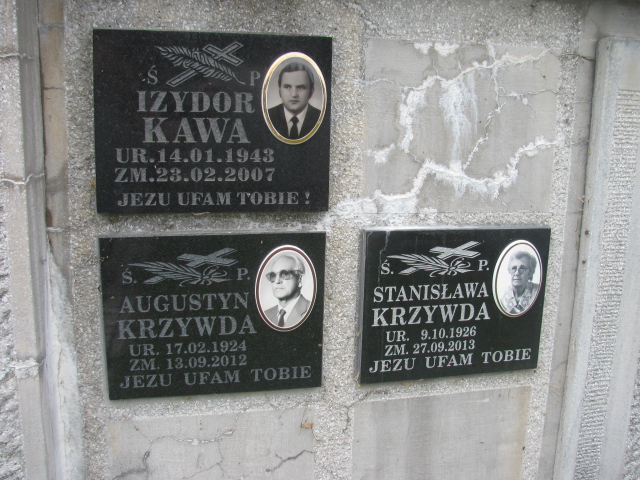 Ś P.
IZYDOR
KAWA
UR. 14.01.1943
ZM. 23.02.2007
JEZU UFAM TOBIE !
Ś. P.
AUGUSTYN
KRZYWDA
UR. 17.02.1924
ZM. 13.09.2012
JEZU UFAM TOBIE
Ś. P.
STANISŁAWA
KRZYWDA
UR. 9.10.1926
ZM. 27.09.2013
JEZU UFAM TOBIE